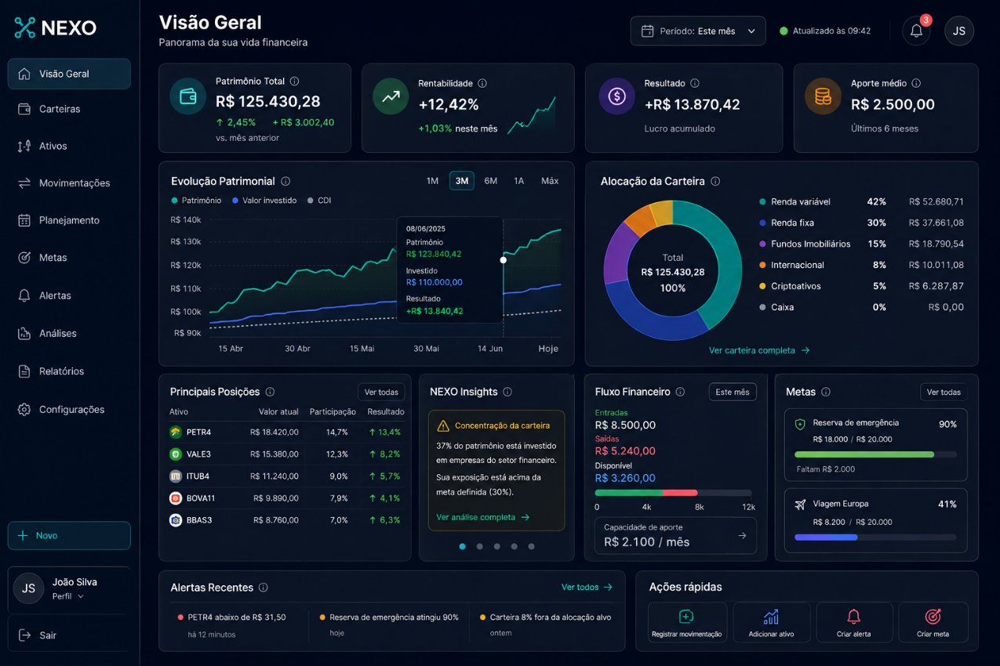 NEXO
Visão Geral
Carteiras
Ativos
Movimentações
Planejamento
Metas
Alertas
Análises
Relatórios
Configurações
+ Novo
JS
João Silva
Perfil
Sair
Visão Geral
Panorama da sua vida financeira
Período: Este mês
Atualizado às 09:42
3
JS
Patrimônio Total
R$ 125.430,28
↑ 2,45% + R$ 3.002,40
vs. mês anterior
Rentabilidade
+12,42%
+1,03% neste mês
Resultado
+R$ 13.870,42
Lucro acumulado
Aporte médio
R$ 2.500,00
Últimos 6 meses
Evolução Patrimonial
1M 3M 6M 1A Máx
Patrimônio Valor investido CDI
R$ 140k
R$ 130k
R$ 120k
R$ 110k
R$ 100k
R$ 90k
08/06/2025
Patrimônio
R$ 123.840,42
Investido
R$ 110.000,00
Resultado
+R$ 13.840,42
15 Abr 30 Abr 15 Mai 30 Mai 14 Jun Hoje
Alocação da Carteira
Total
R$ 125.430,28
100%
Renda variável 42% R$ 52.680,71
Renda fixa 30% R$ 37.661,08
Fundos Imobiliários 15% R$ 18.790,54
Internacional 8% R$ 10.011,08
Criptoativos 5% R$ 6.287,87
Caixa 0% R$ 0,00
Ver carteira completa →
Principais Posições
Ver todas
Ativo Valor atual Participação Resultado
PETR4 R$ 18.420,00 14,7% ↑ 13,4%
VALE3 R$ 15.380,00 12,3% ↑ 8,2%
ITUB4 R$ 11.240,00 9,0% ↑ 5,7%
BOVA11 R$ 9.890,00 7,9% ↑ 4,1%
BBAS3 R$ 8.760,00 7,0% ↑ 6,3%
NEXO Insights
Concentração da carteira
37% do patrimônio está investido
em empresas do setor financeiro.
Sua exposição está acima da
meta definida (30%).
Ver análise completa →
Fluxo Financeiro
Este mês
Entradas
R$ 8.500,00
Saídas
R$ 5.240,00
Disponível
R$ 3.260,00
0 4k 8k 12k
Capacidade de aporte
R$ 2.100 / mês →
Metas
Ver todas
Reserva de emergência 90%
R$ 18.000 / R$ 20.000
Faltam R$ 2.000
Viagem Europa 41%
R$ 8.200 / R$ 20.000
Alertas Recentes
Ver todos →
PETR4 abaixo de R$ 31,50
há 12 minutos
Reserva de emergência atingiu 90%
hoje
Carteira 8% fora da alocação alvo
ontem
Ações rápidas
Registrar movimentação
Adicionar ativo
Criar alerta
Criar meta